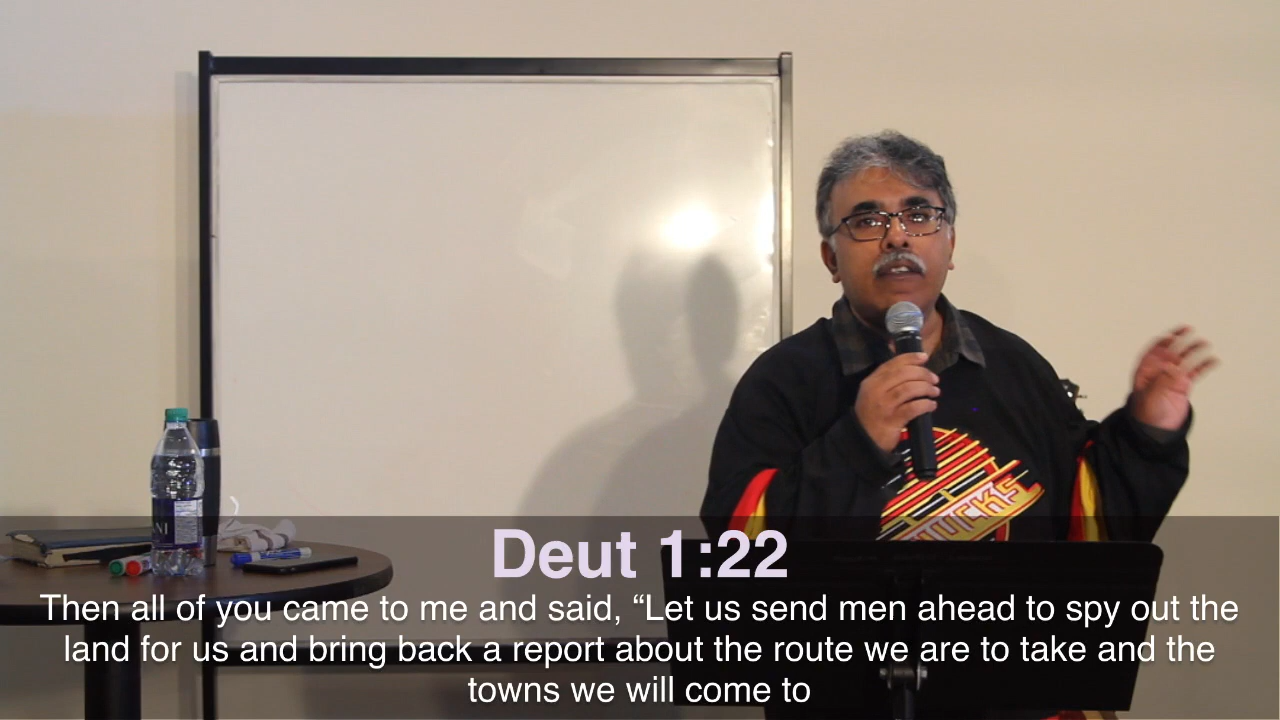 Deut 1:22
Then all of you came to me and said, “Let us send men ahead to spy out the
land for us and bring back a report about the route we are to take and the
towns we will come to